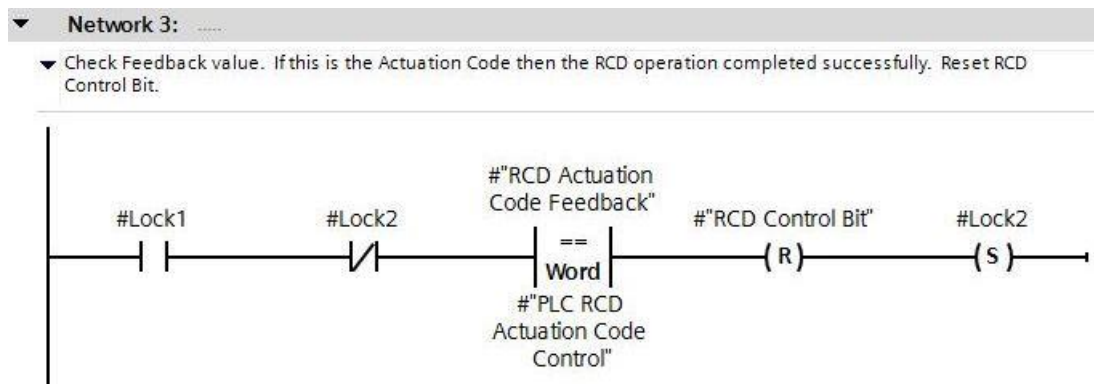 Network 3: .....
Check Feedback value. If this is the Actuation Code then the RCD operation completed successfully. Reset RCD
Control Bit.
#"RCD Actuation
Code Feedback"
#Lock1 #Lock2 #"RCD Control Bit" #Lock2
==
Word
R S
#"PLC RCD
Actuation Code
Control"